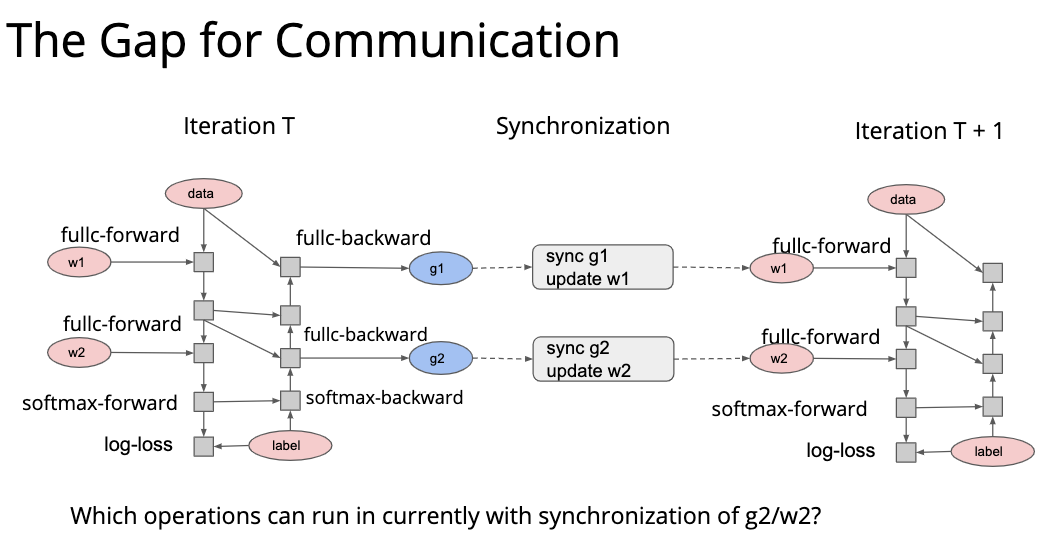 The Gap for Communication
Iteration T
Synchronization
Iteration T + 1
data
fullc-forward
w1
fullc-backward
g1
sync g1
update w1
fullc-forward
w2
fullc-backward
g2
sync g2
update w2
softmax-forward
softmax-backward
log-loss
label
data
fullc-forward
w1
fullc-forward
w2
softmax-forward
log-loss
label
Which operations can run in currently with synchronization of g2/w2?